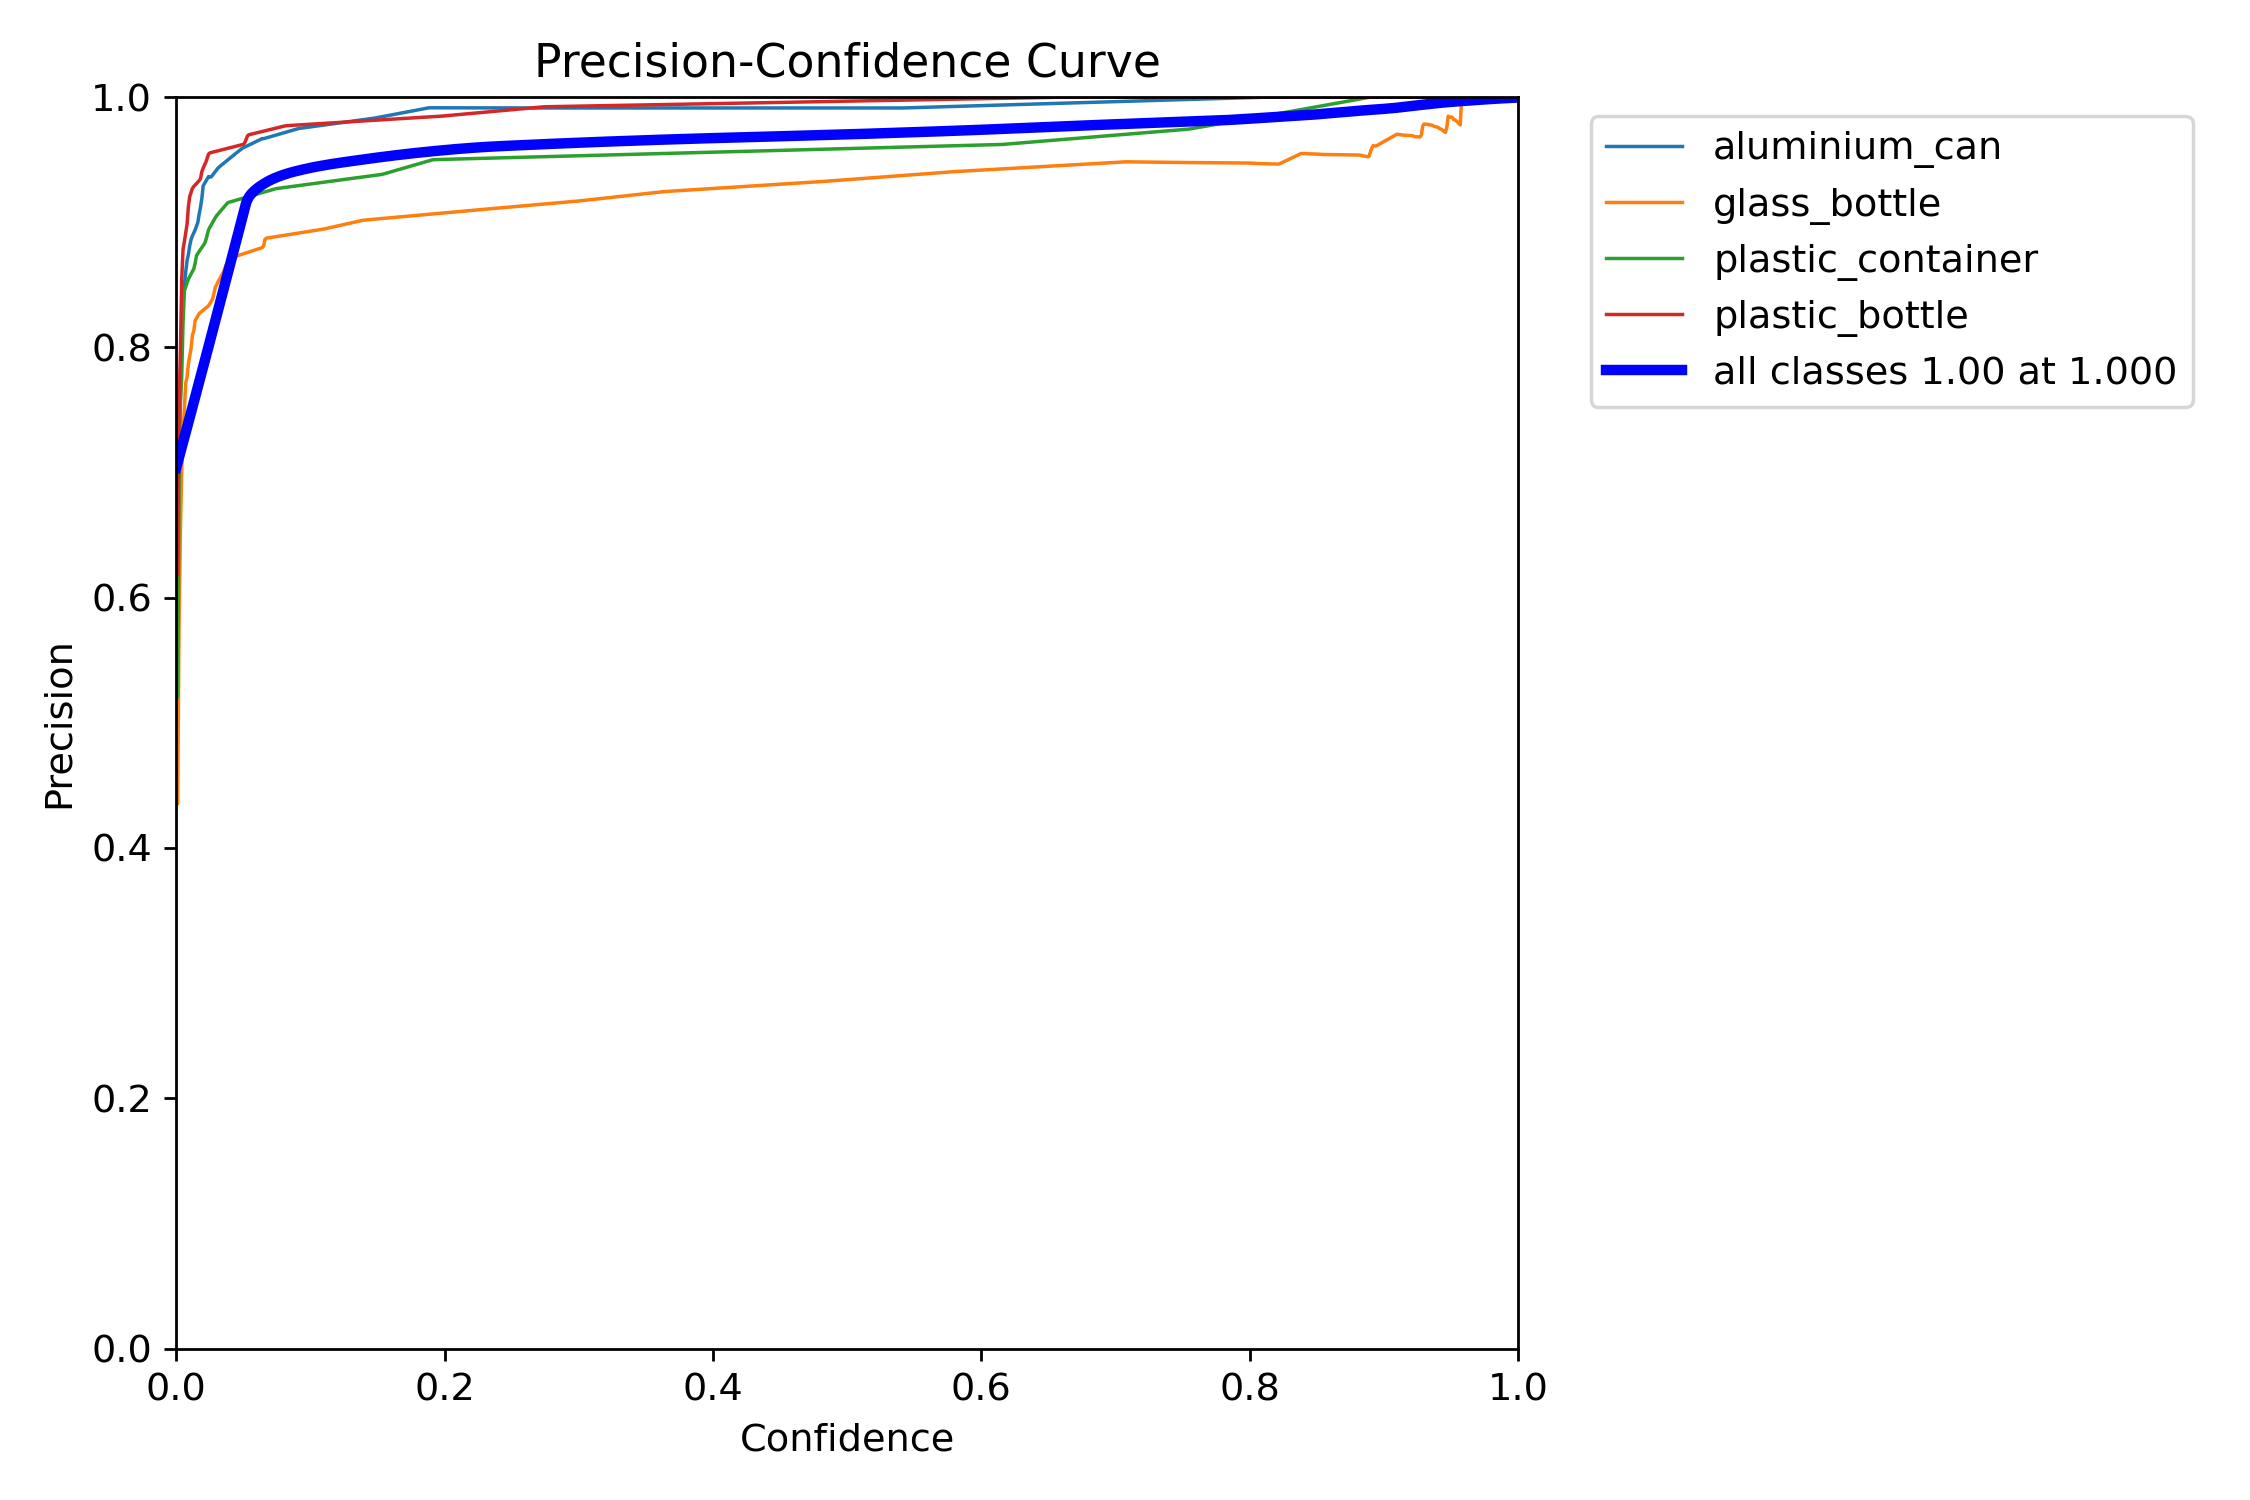 Precision-Confidence Curve
1.0
0.8
0.6
0.4
0.2
0.0
Precision
0.0 0.2 0.4 0.6 0.8 1.0
Confidence
aluminium_can
glass_bottle
plastic_container
plastic_bottle
all classes 1.00 at 1.000